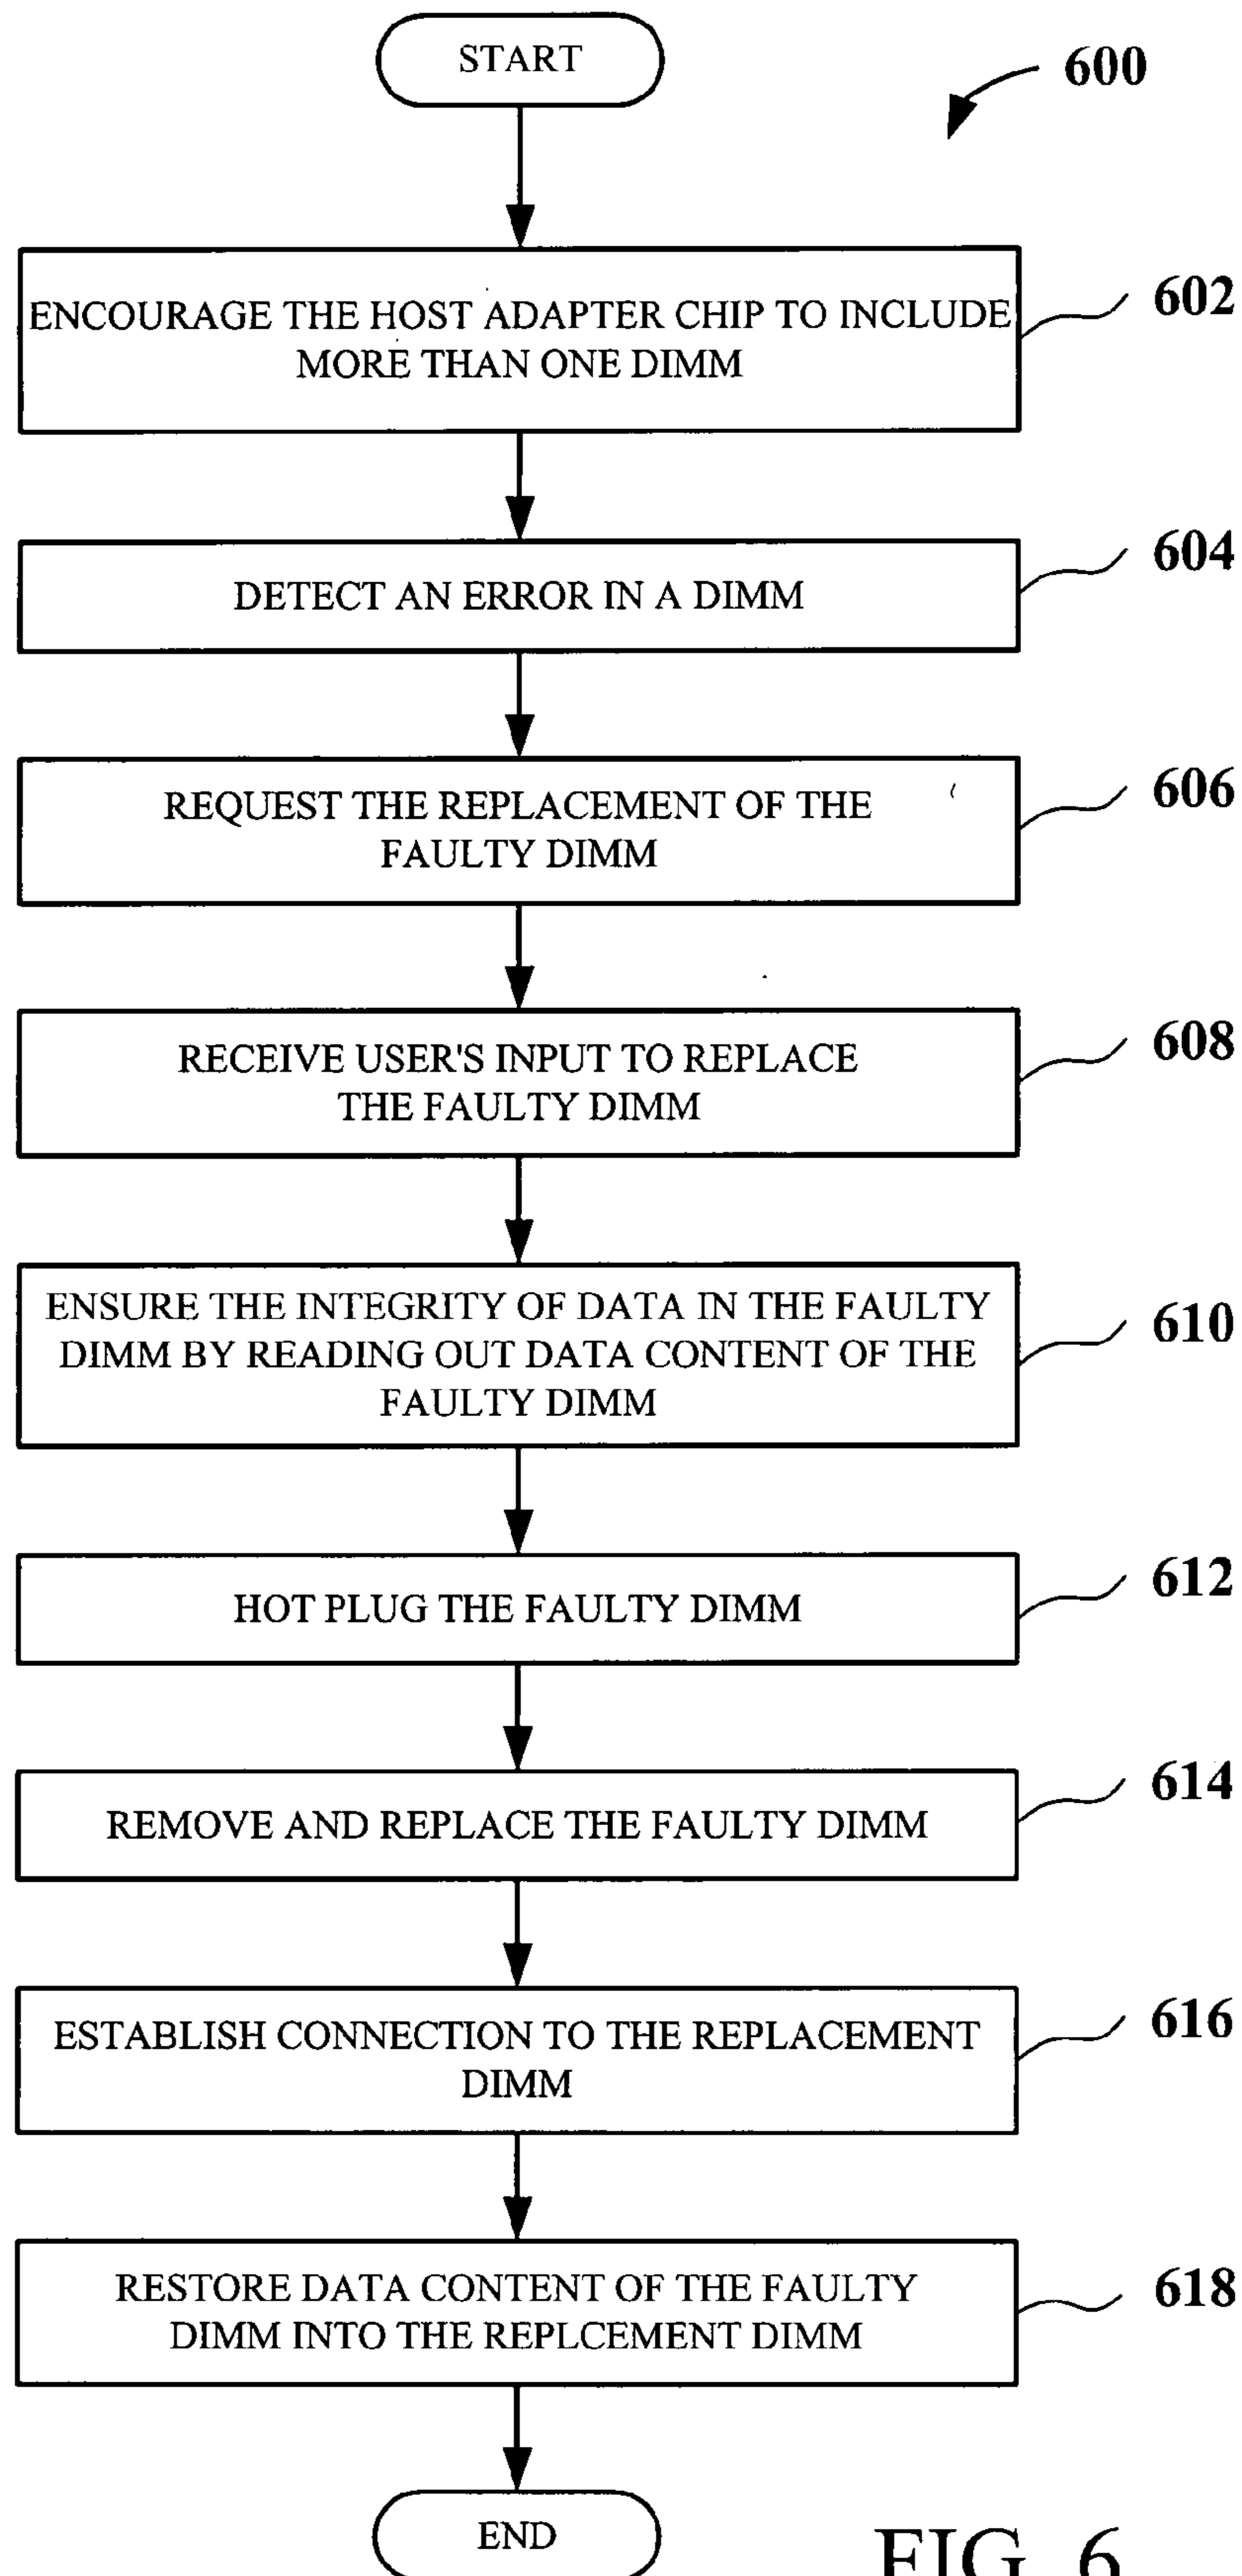 START
600
ENCOURAGE THE HOST ADAPTER CHIP TO INCLUDE
MORE THAN ONE DIMM
602
DETECT AN ERROR IN A DIMM
604
REQUEST THE REPLACEMENT OF THE
FAULTY DIMM
606
RECEIVE USER'S INPUT TO REPLACE
THE FAULTY DIMM
608
ENSURE THE INTEGRITY OF DATA IN THE FAULTY
DIMM BY READING OUT DATA CONTENT OF THE
FAULTY DIMM
610
HOT PLUG THE FAULTY DIMM
612
REMOVE AND REPLACE THE FAULTY DIMM
614
ESTABLISH CONNECTION TO THE REPLACEMENT
DIMM
616
RESTORE DATA CONTENT OF THE FAULTY
DIMM INTO THE REPLCEMENT DIMM
618
END
FIG. 6